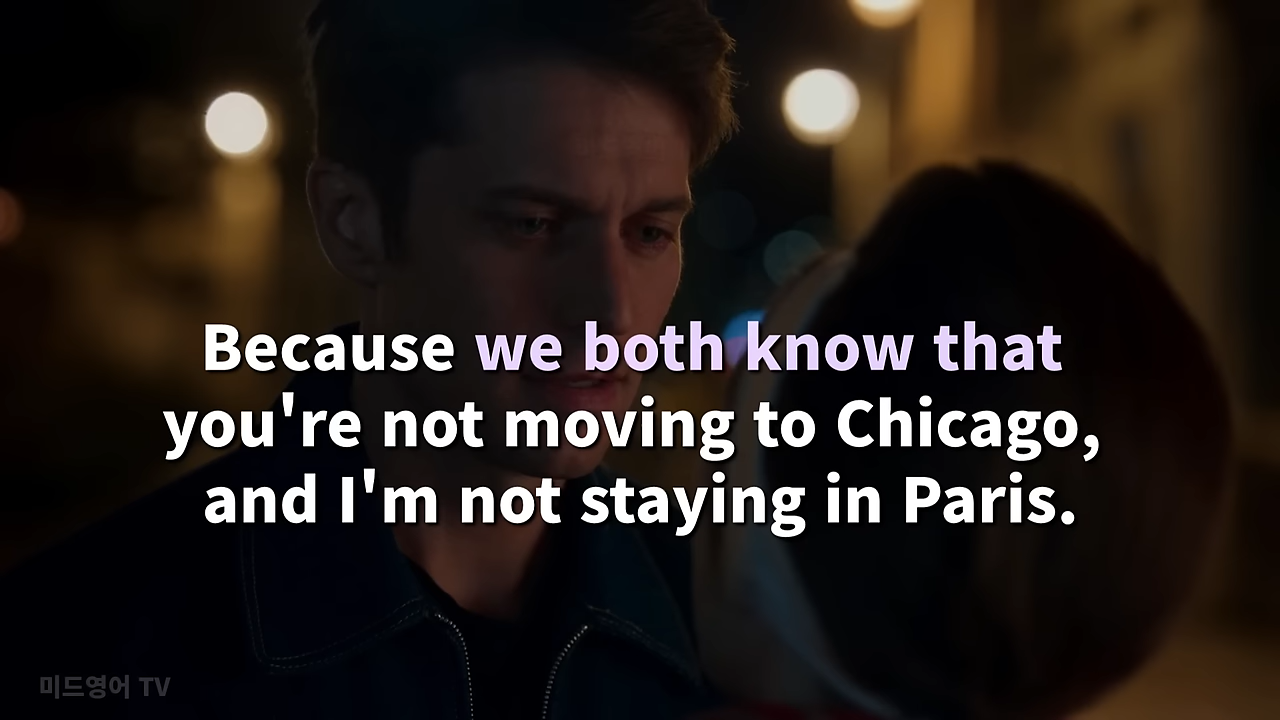 Because we both know that
you're not moving to Chicago,
and I'm not staying in Paris.
미드영어 TV